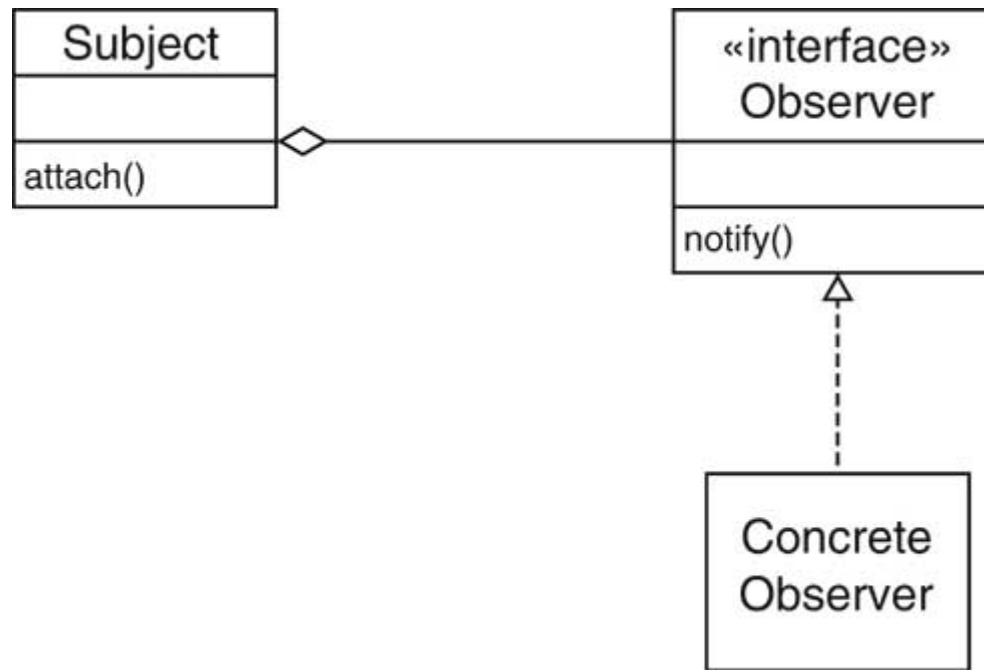 Subject
attach()
«interface»
Observer
notify()
Concrete
Observer